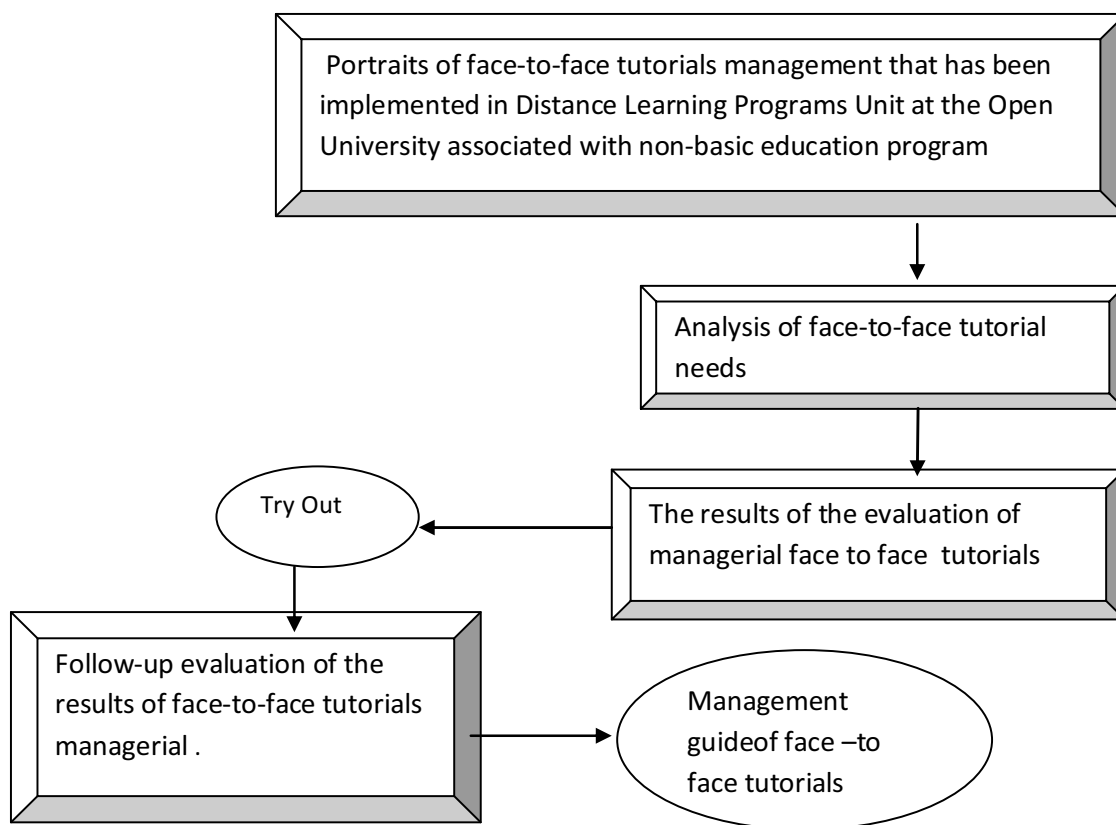 Portraits of face-to-face tutorials management that has been
implemented in Distance Learning Programs Unit at the Open
University associated with non-basic education program
Analysis of face-to-face tutorial
needs
The results of the evaluation of
managerial face to face tutorials
Try Out
Follow-up evaluation of the
results of face-to-face tutorials
managerial .
Management
guideof face –to
face tutorials